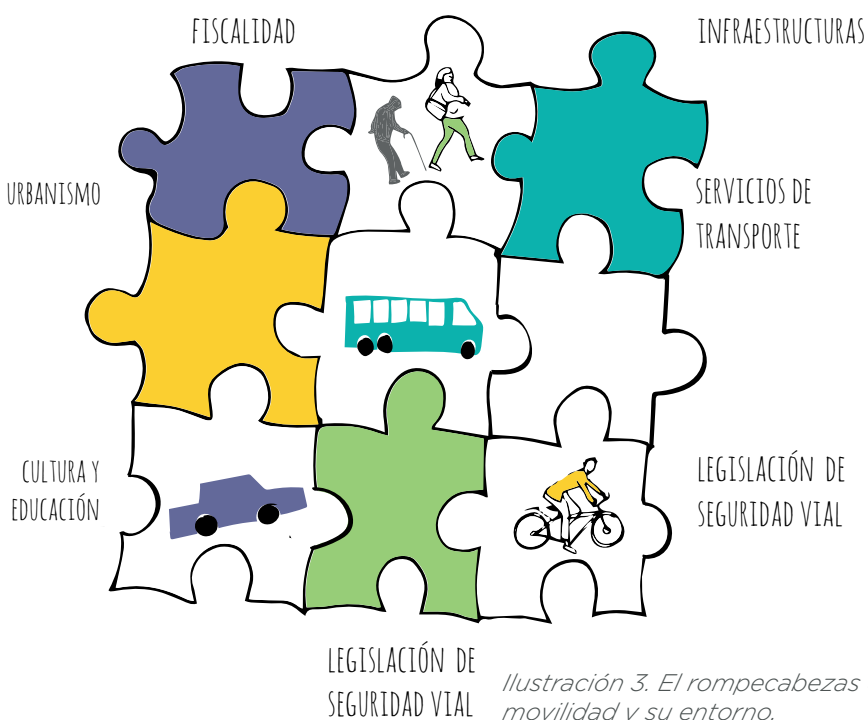 FISCALIDAD
INFRAESTRUCTURAS
URBANISMO
SERVICIOS DE
TRANSPORTE
CULTURA Y
EDUCACIÓN
LEGISLACIÓN DE
SEGURIDAD VIAL
LEGISLACIÓN DE
SEGURIDAD VIAL
Ilustración 3. El rompecabezas
movilidad y su entorno.